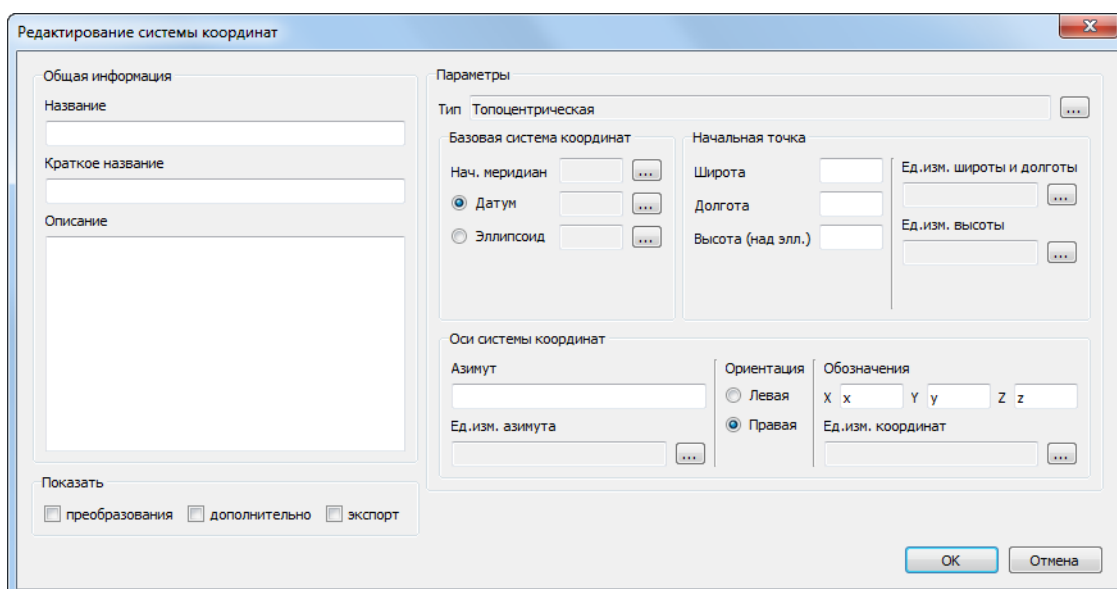 Редактирование системы координат
Общая информация
Название
Краткое название
Описание
Показать
преобразования дополнительно экспорт
Параметры
Тип Топоцентрическая ...
Базовая система координат
Нач. меридиан ...
Датум ...
Эллипсоид ...
Начальная точка
Широта
Долгота
Высота (над элл.)
Ед.изм. широты и долготы
...
Ед.изм. высоты
...
Оси системы координат
Азимут
Ед.изм. азимута
...
Ориентация
Левая
Правая
Обозначения
X x Y y Z z
Ед.изм. координат
...
OK Отмена